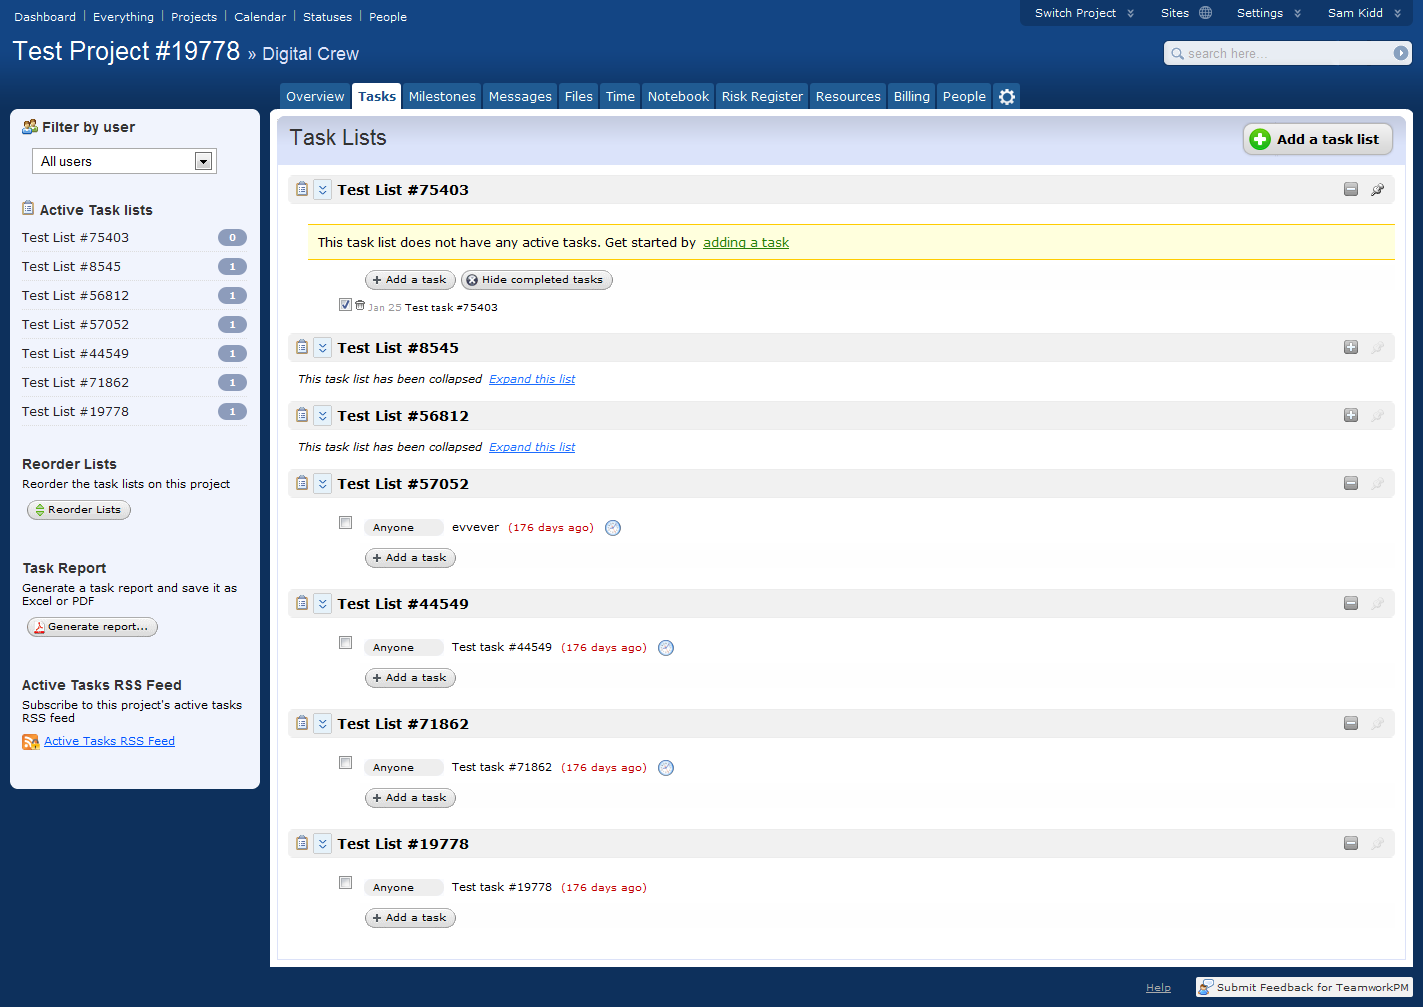 Dashboard | Everything | Projects | Calendar | Statuses | People
Switch Project Sites Settings Sam Kidd
Test Project #19778 » Digital Crew
search here...
Overview Tasks Milestones Messages Files Time Notebook Risk Register Resources Billing People
Filter by user
All users
Active Task lists
Test List #75403 0
Test List #8545 1
Test List #56812 1
Test List #57052 1
Test List #44549 1
Test List #71862 1
Test List #19778 1
Reorder Lists
Reorder the task lists on this project
Reorder Lists
Task Report
Generate a task report and save it as
Excel or PDF
Generate report...
Active Tasks RSS Feed
Subscribe to this project's active tasks
RSS feed
Active Tasks RSS Feed
Task Lists
Add a task list
Test List #75403
This task list does not have any active tasks. Get started by adding a task
+ Add a task Hide completed tasks
Jan 25 Test task #75403
Test List #8545
This task list has been collapsed Expand this list
Test List #56812
This task list has been collapsed Expand this list
Test List #57052
Anyone evvever (176 days ago)
+ Add a task
Test List #44549
Anyone Test task #44549 (176 days ago)
+ Add a task
Test List #71862
Anyone Test task #71862 (176 days ago)
+ Add a task
Test List #19778
Anyone Test task #19778 (176 days ago)
+ Add a task
Help Submit Feedback for TeamworkPM